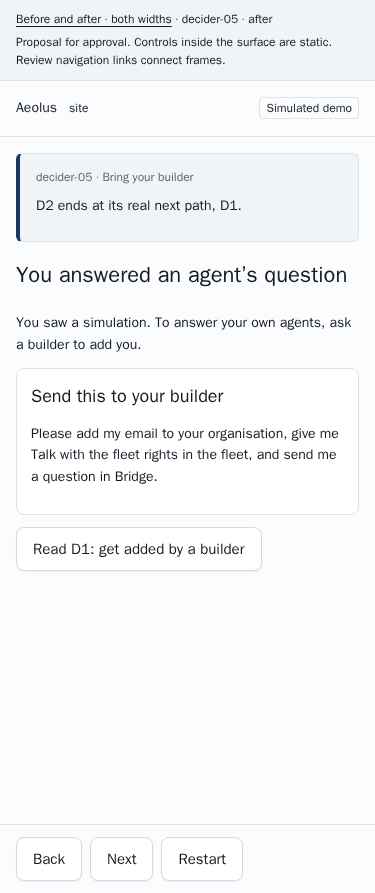 Before and after · both widths · decider-05 · after
Proposal for approval. Controls inside the surface are static.
Review navigation links connect frames.
Aeolus site
Simulated demo
decider-05 · Bring your builder
D2 ends at its real next path, D1.
You answered an agent’s question
You saw a simulation. To answer your own agents, ask
a builder to add you.
Send this to your builder
Please add my email to your organisation, give me
Talk with the fleet rights in the fleet, and send me
a question in Bridge.
Read D1: get added by a builder
Back
Next
Restart